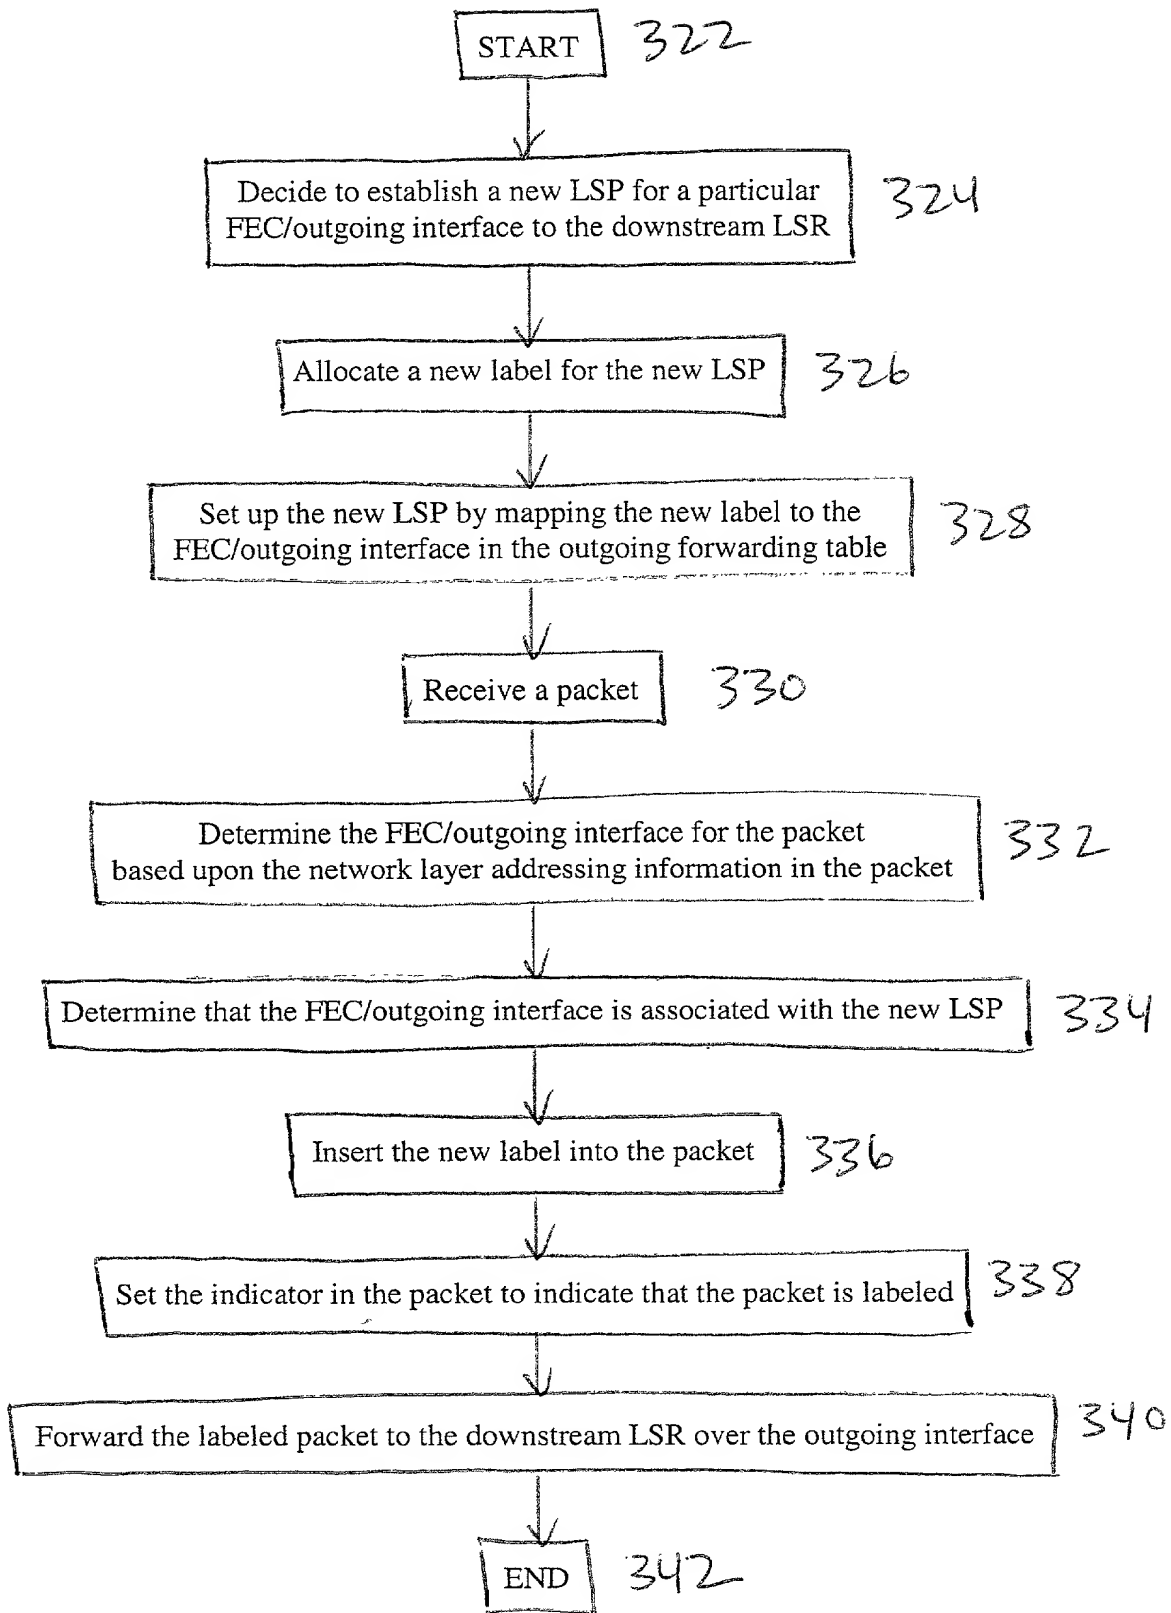 START 322
Decide to establish a new LSP for a particular
FEC/outgoing interface to the downstream LSR 324
Allocate a new label for the new LSP 326
Set up the new LSP by mapping the new label to the
FEC/outgoing interface in the outgoing forwarding table 328
Receive a packet 330
Determine the FEC/outgoing interface for the packet
based upon the network layer addressing information in the packet 332
Determine that the FEC/outgoing interface is associated with the new LSP 334
Insert the new label into the packet 336
Set the indicator in the packet to indicate that the packet is labeled 338
Forward the labeled packet to the downstream LSR over the outgoing interface 340
END 342